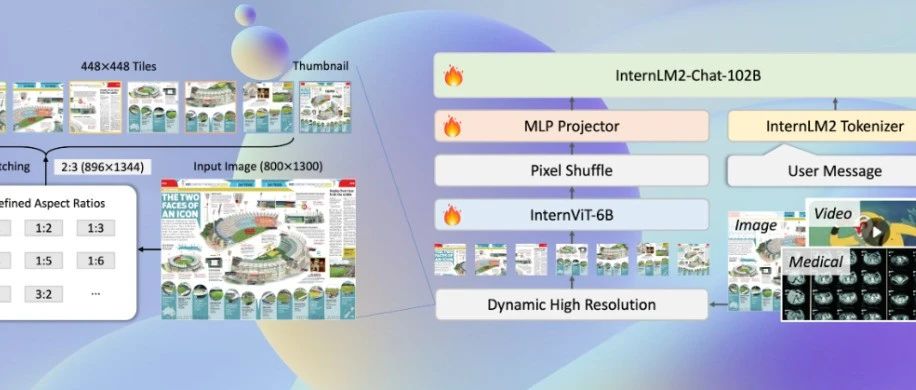 448×448 Tiles
Thumbnail
2:3 (896×1344)
Input Image (800×1300)
Aspect Ratios
1:2
1:3
1:5
1:6
3:2
...
THE TWO
FACES OF
AN ICON
InternLM2-Chat-102B
MLP Projector
InternLM2 Tokenizer
Pixel Shuffle
User Message
InternViT-6B
Image
Video
Medical
Dynamic High Resolution